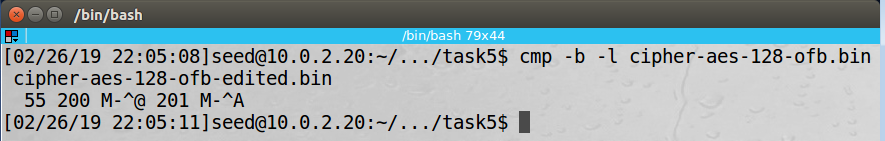 /bin/bash
/bin/bash 79x44
[02/26/19 22:05:08]seed@10.0.2.20:~/.../task5$ cmp -b -l cipher-aes-128-ofb.bin
 cipher-aes-128-ofb-edited.bin
  55 200 M-^@ 201 M-^A
[02/26/19 22:05:11]seed@10.0.2.20:~/.../task5$